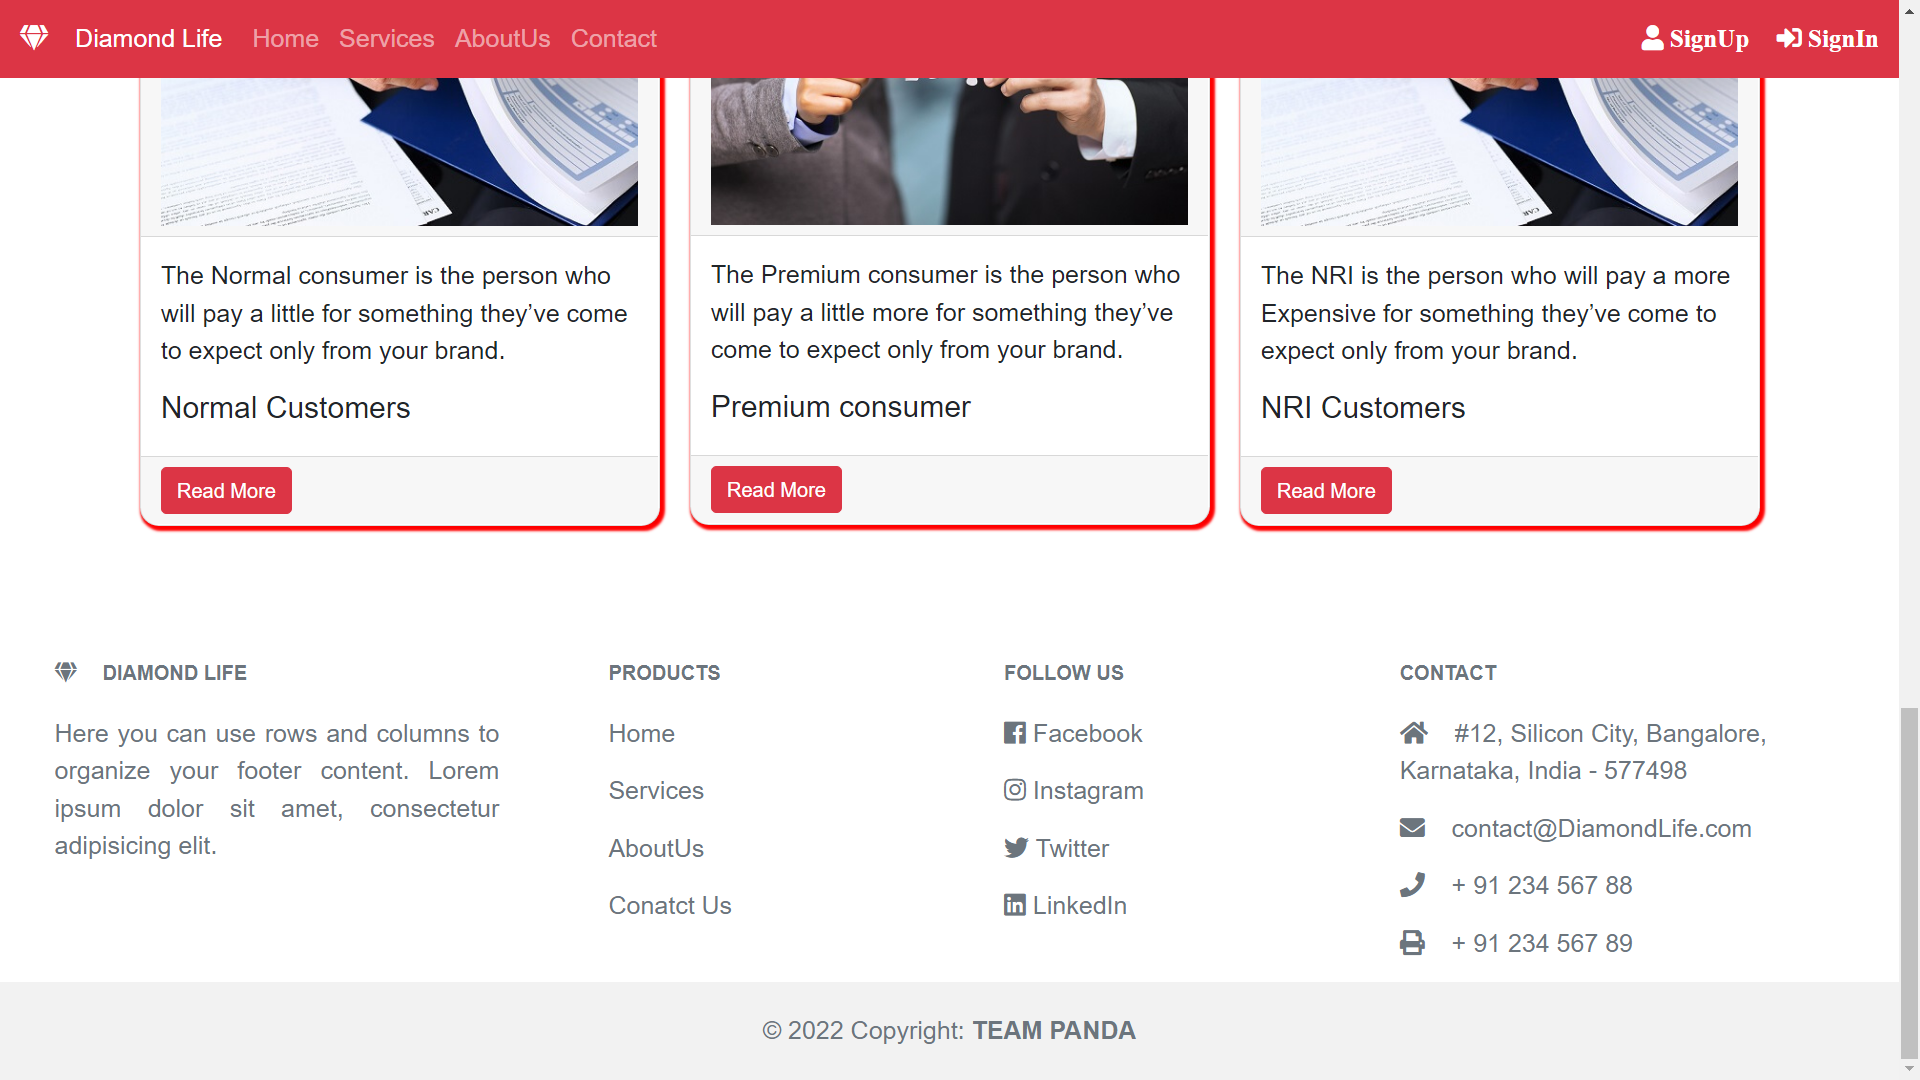 Diamond Life Home Services AboutUs Contact SignUp SignIn
The Normal consumer is the person who
will pay a little for something they’ve come
to expect only from your brand.
Normal Customers
Read More
The Premium consumer is the person who
will pay a little more for something they’ve
come to expect only from your brand.
Premium consumer
Read More
The NRI is the person who will pay a more
Expensive for something they’ve come to
expect only from your brand.
NRI Customers
Read More
DIAMOND LIFE
Here you can use rows and columns to
organize your footer content. Lorem
ipsum dolor sit amet, consectetur
adipisicing elit.
PRODUCTS
Home
Services
AboutUs
Conatct Us
FOLLOW US
Facebook
Instagram
Twitter
LinkedIn
CONTACT
#12, Silicon City, Bangalore,
Karnataka, India - 577498
contact@DiamondLife.com
+ 91 234 567 88
+ 91 234 567 89
© 2022 Copyright: TEAM PANDA